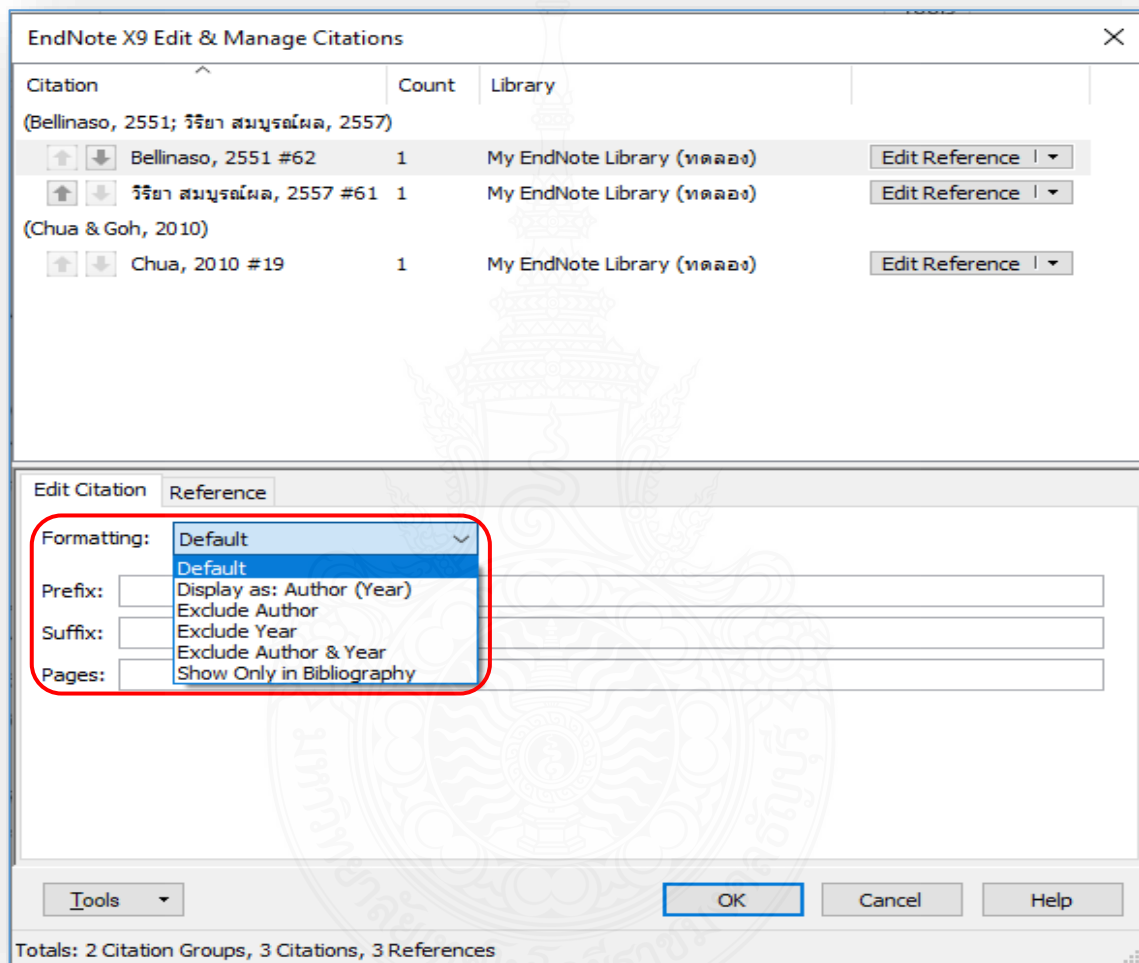 EndNote X9 Edit & Manage Citations
Citation Count Library
(Bellinaso, 2551; วิริยา สมบูรณ์ผล, 2557)
Bellinaso, 2551 #62 1 My EndNote Library (ทดลอง) Edit Reference
วิริยา สมบูรณ์ผล, 2557 #61 1 My EndNote Library (ทดลอง) Edit Reference
(Chua & Goh, 2010)
Chua, 2010 #19 1 My EndNote Library (ทดลอง) Edit Reference
Edit Citation Reference
Formatting: Default
Default
Prefix: Display as: Author (Year)
Exclude Author
Suffix: Exclude Year
Exclude Author & Year
Pages: Show Only in Bibliography
Tools OK Cancel Help
Totals: 2 Citation Groups, 3 Citations, 3 References